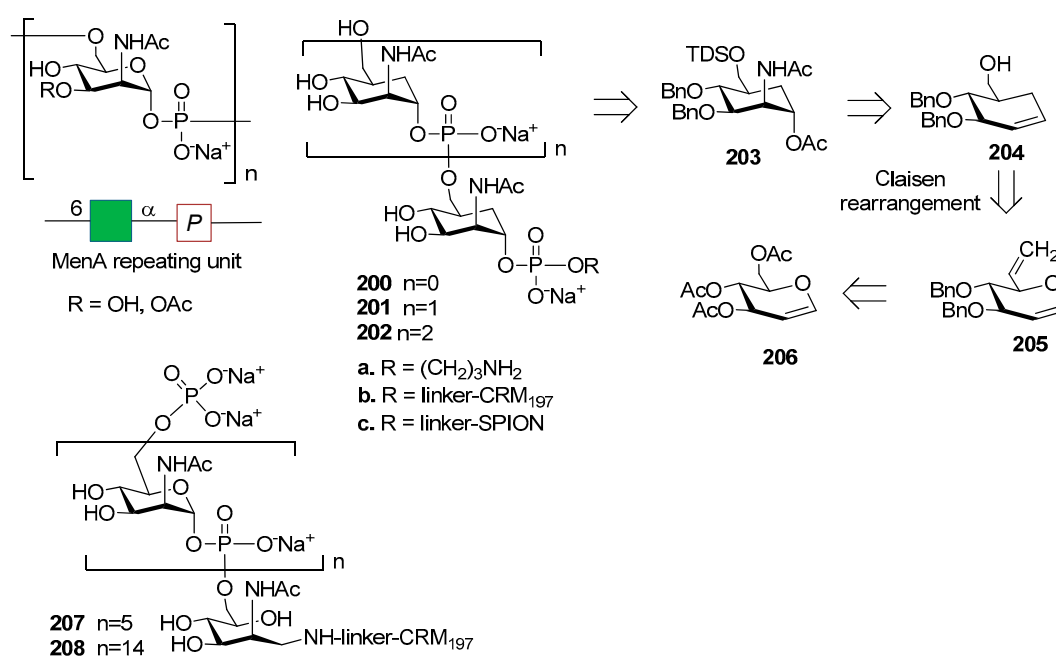 O
NHAc
O
HO
RO
O
O
P
O⁻Na⁺
n
6
α
P
MenA repeating unit
R = OH, OAc
HO
NHAc
HO
HO
O
O
P
O⁻Na⁺
n
O
NHAc
HO
HO
O
O
P
OR
O⁻Na⁺
200 n=0
201 n=1
202 n=2
a. R = (CH₂)₃NH₂
b. R = linker-CRM₁₉₇
c. R = linker-SPION
TDSO
NHAc
BnO
BnO
OAc
203
OH
BnO
BnO
204
Claisen
rearrangement
OAc
AcO
O
AcO
206
CH₂
O
BnO
BnO
205
O
O⁻Na⁺
P
O⁻Na⁺
O
NHAc
O
HO
HO
O
O
P
O⁻Na⁺
n
O
NHAc
HO
OH
HO
NH-linker-CRM₁₉₇
207 n=5
208 n=14